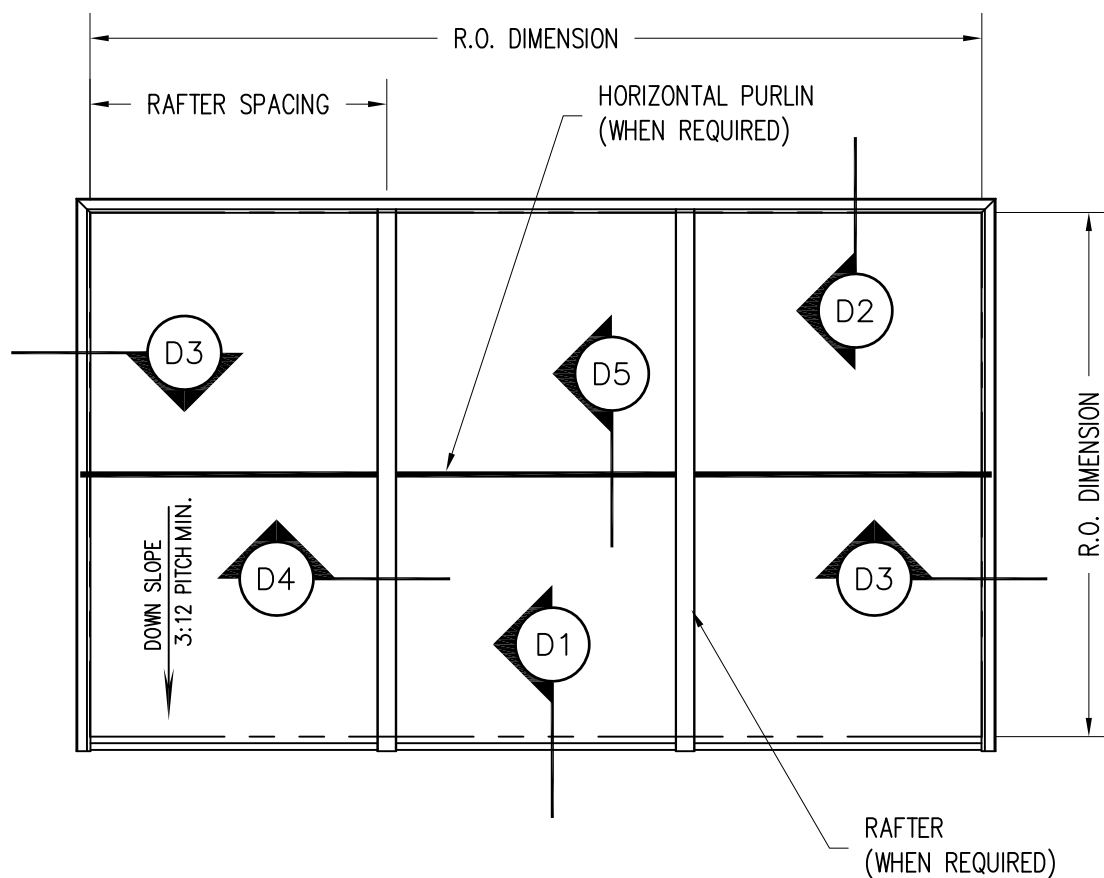 R.O. DIMENSION
RAFTER SPACING
HORIZONTAL PURLIN
(WHEN REQUIRED)
D2
D3
D5
R.O. DIMENSION
DOWN SLOPE
3:12 PITCH MIN.
D4
D3
D1
RAFTER
(WHEN REQUIRED)